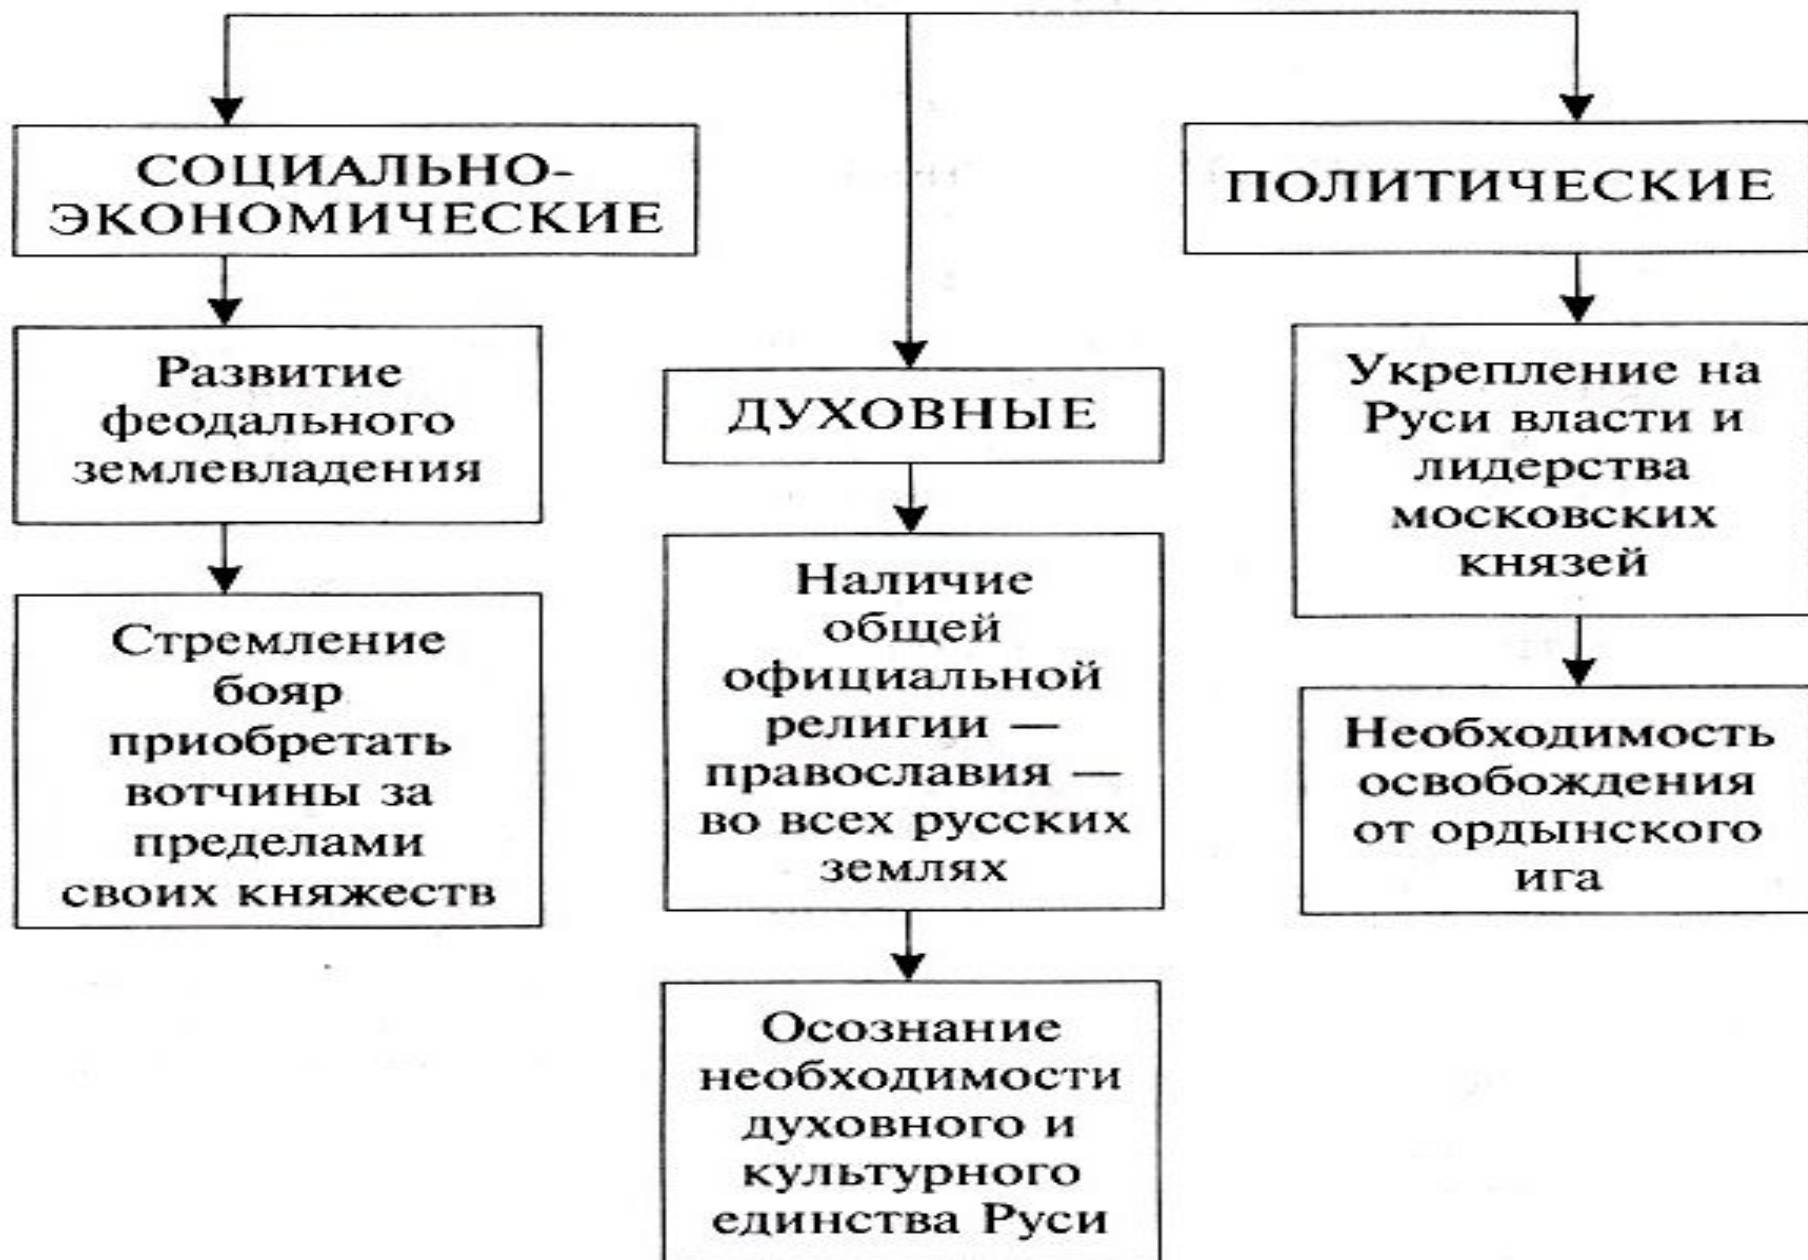 СОЦИАЛЬНО-
ЭКОНОМИЧЕСКИЕ
Развитие
феодального
землевладения
Стремление
бояр
приобретать
вотчины за
пределами
своих княжеств
ДУХОВНЫЕ
Наличие
общей
официальной
религии —
православия —
во всех русских
землях
Осознание
необходимости
духовного и
культурного
единства Руси
ПОЛИТИЧЕСКИЕ
Укрепление на
Руси власти и
лидерства
московских
князей
Необходимость
освобождения
от ордынского
ига